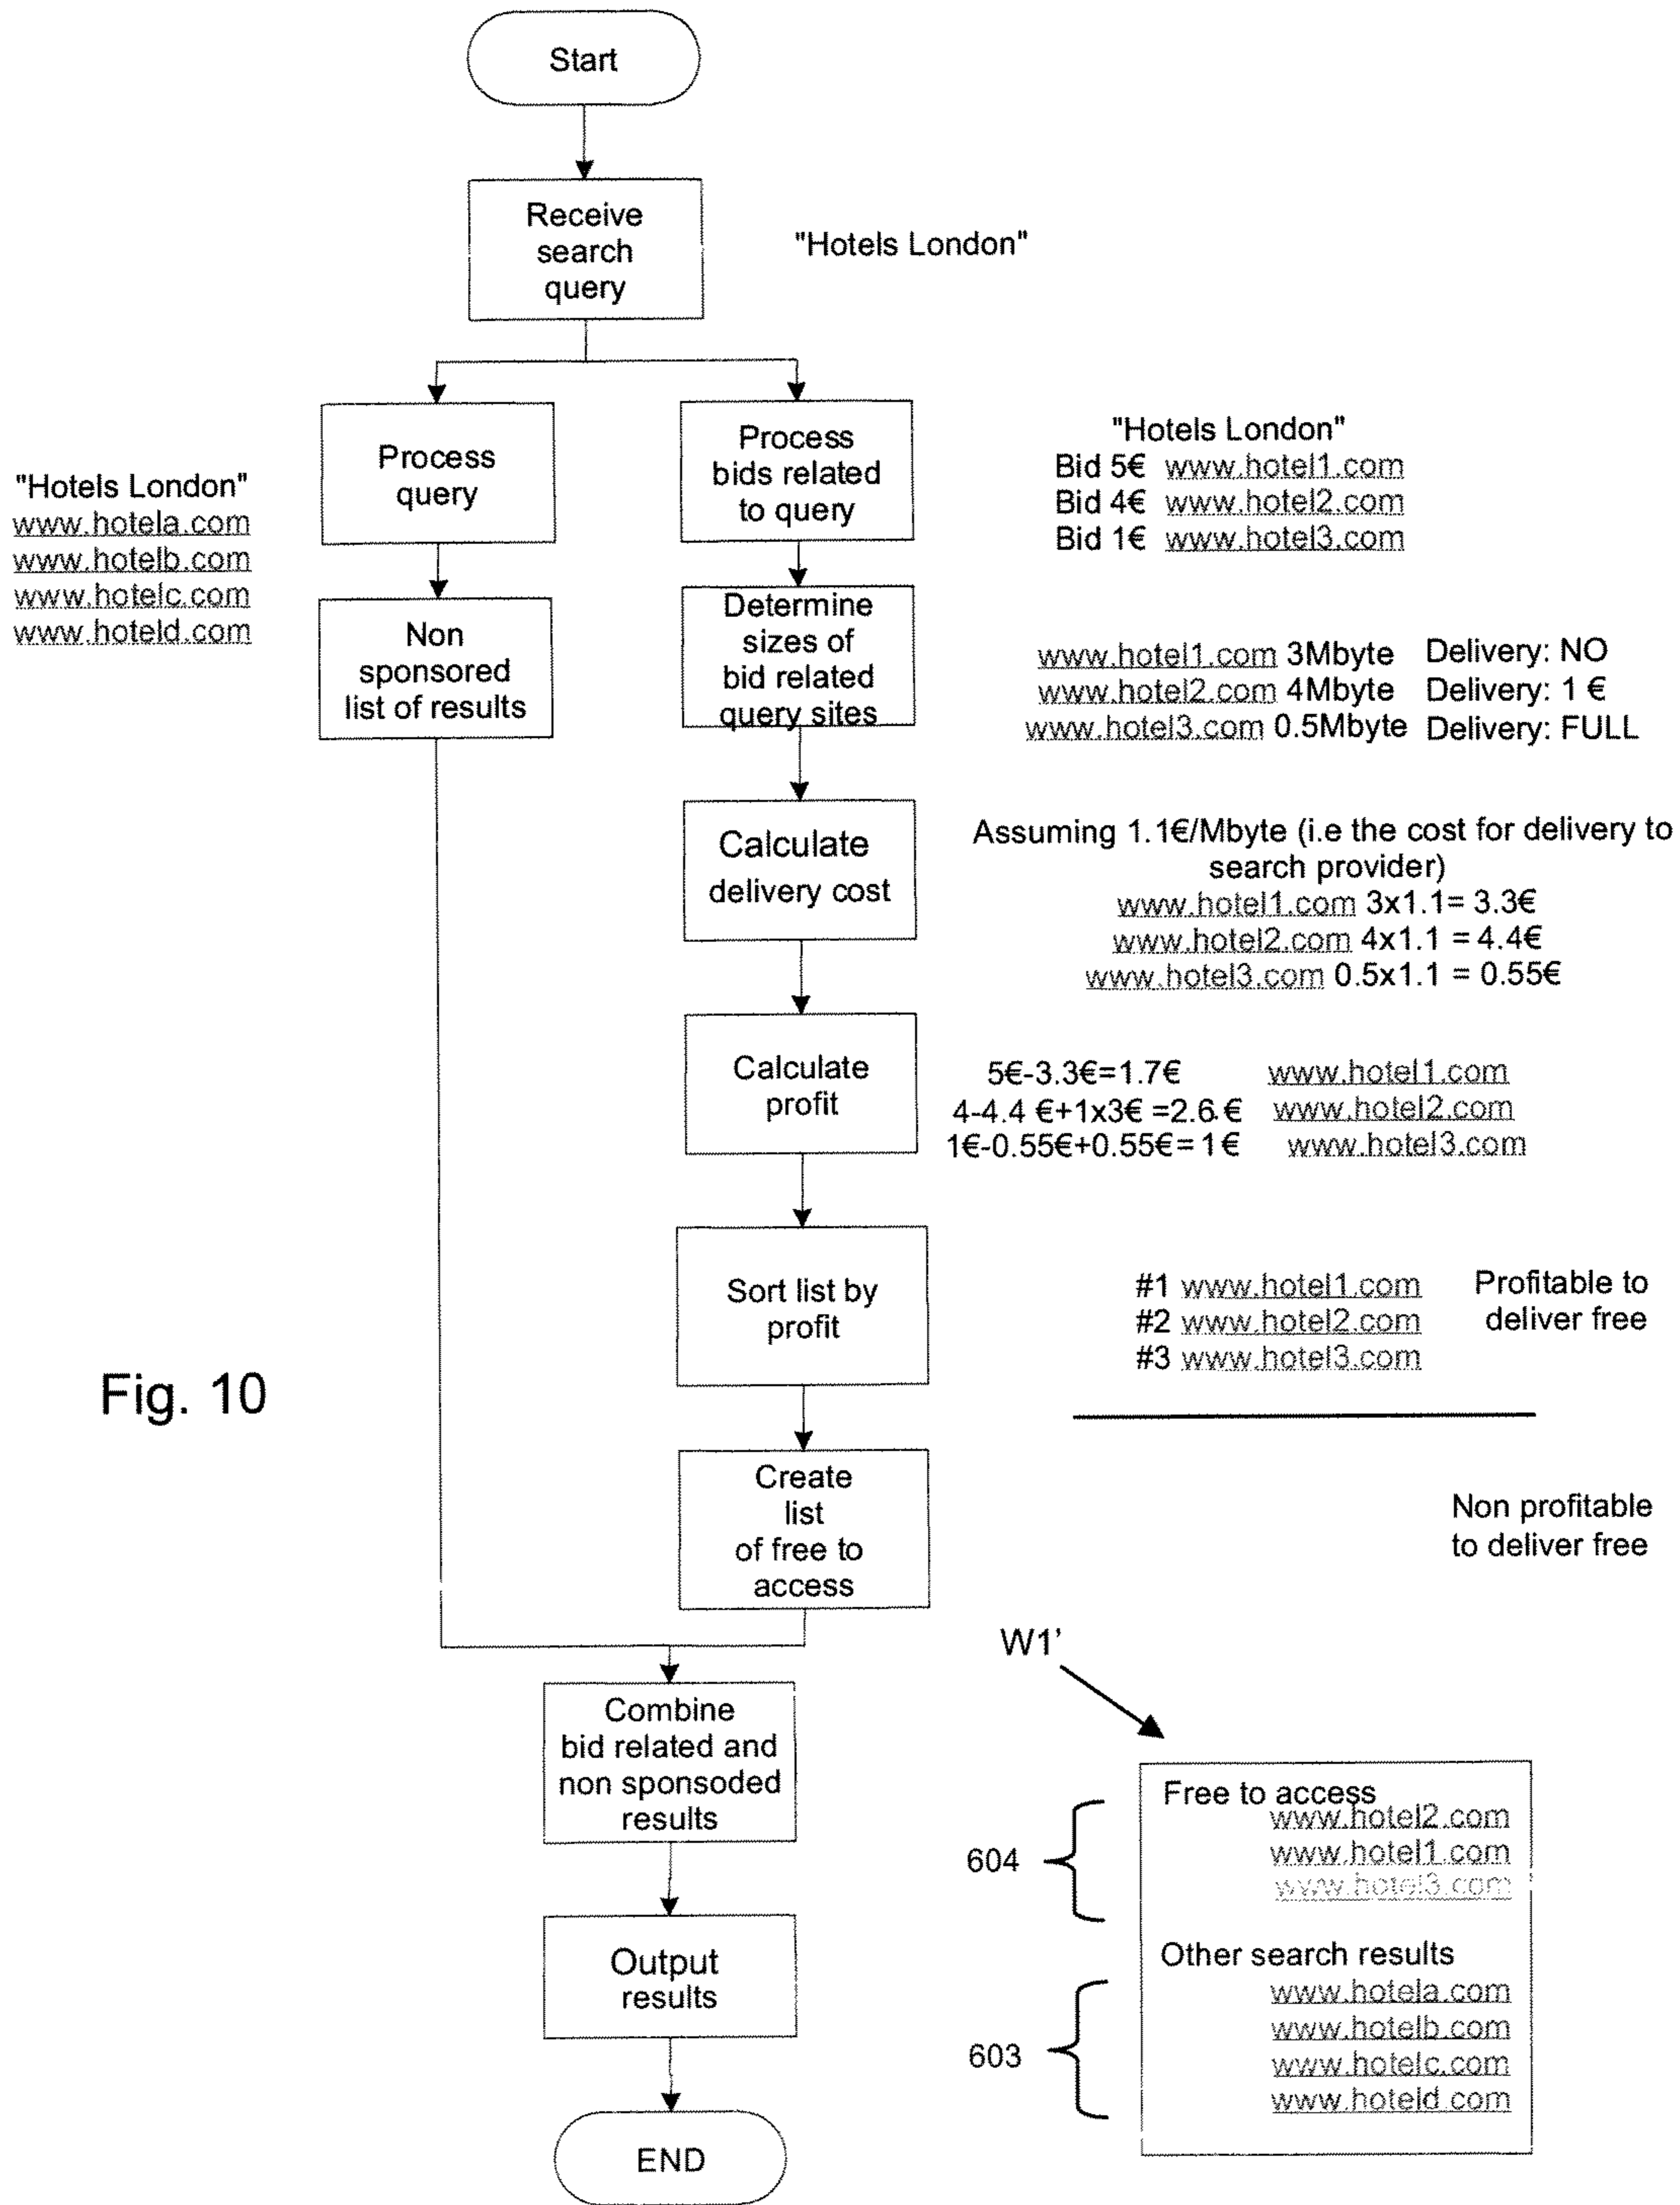 Start
Receive
search
query
"Hotels London"
Process
query
"Hotels London"
www.hotela.com
www.hotelb.com
www.hotelc.com
www.hoteld.com
Non
sponsored
list of results
Process
bids related
to query
"Hotels London"
Bid 5€ www.hotel1.com
Bid 4€ www.hotel2.com
Bid 1€ www.hotel3.com
Determine
sizes of
bid related
query sites
www.hotel1.com 3Mbyte Delivery: NO
www.hotel2.com 4Mbyte Delivery: 1 €
www.hotel3.com 0.5Mbyte Delivery: FULL
Calculate
delivery cost
Assuming 1.1€/Mbyte (i.e the cost for delivery to
search provider)
www.hotel1.com 3x1.1= 3.3€
www.hotel2.com 4x1.1 = 4.4€
www.hotel3.com 0.5x1.1 = 0.55€
Calculate
profit
5€-3.3€=1.7€ www.hotel1.com
4-4.4 €+1x3€ =2.6.€ www.hotel2.com
1€-0.55€+0.55€= 1€ www.hotel3.com
Sort list by
profit
#1 www.hotel1.com
#2 www.hotel2.com
#3 www.hotel3.com
Profitable to
deliver free
Fig. 10
Create
list
of free to
access
Non profitable
to deliver free
Combine
bid related and
non sponsoded
results
W1'
Free to access
www.hotel2.com
www.hotel1.com
www.hotel3.com
604
Other search results
www.hotela.com
www.hotelb.com
www.hotelc.com
www.hoteld.com
603
Output
results
END